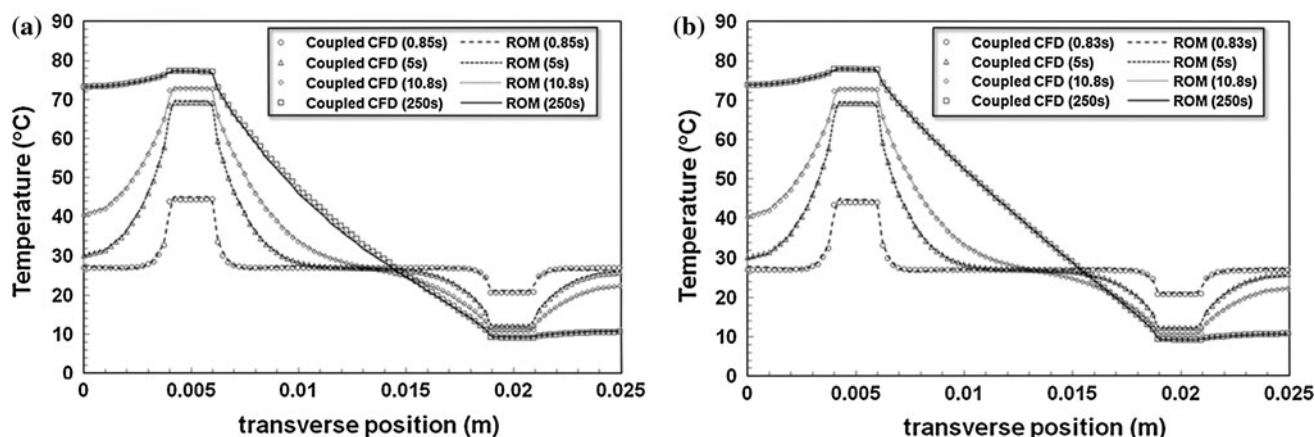 (a)
90
80
70
60
50
40
30
20
10
0
Temperature (°C)
Coupled CFD (0.85s) ROM (0.85s)
Coupled CFD (5s) ROM (5s)
Coupled CFD (10.8s) ROM (10.8s)
Coupled CFD (250s) ROM (250s)
0 0.005 0.01 0.015 0.02 0.025
transverse position (m)
(b)
90
80
70
60
50
40
30
20
10
0
Temperature (°C)
Coupled CFD (0.83s) ROM (0.83s)
Coupled CFD (5s) ROM (5s)
Coupled CFD (10.8s) ROM (10.8s)
Coupled CFD (250s) ROM (250s)
0 0.005 0.01 0.015 0.02 0.025
transverse position (m)